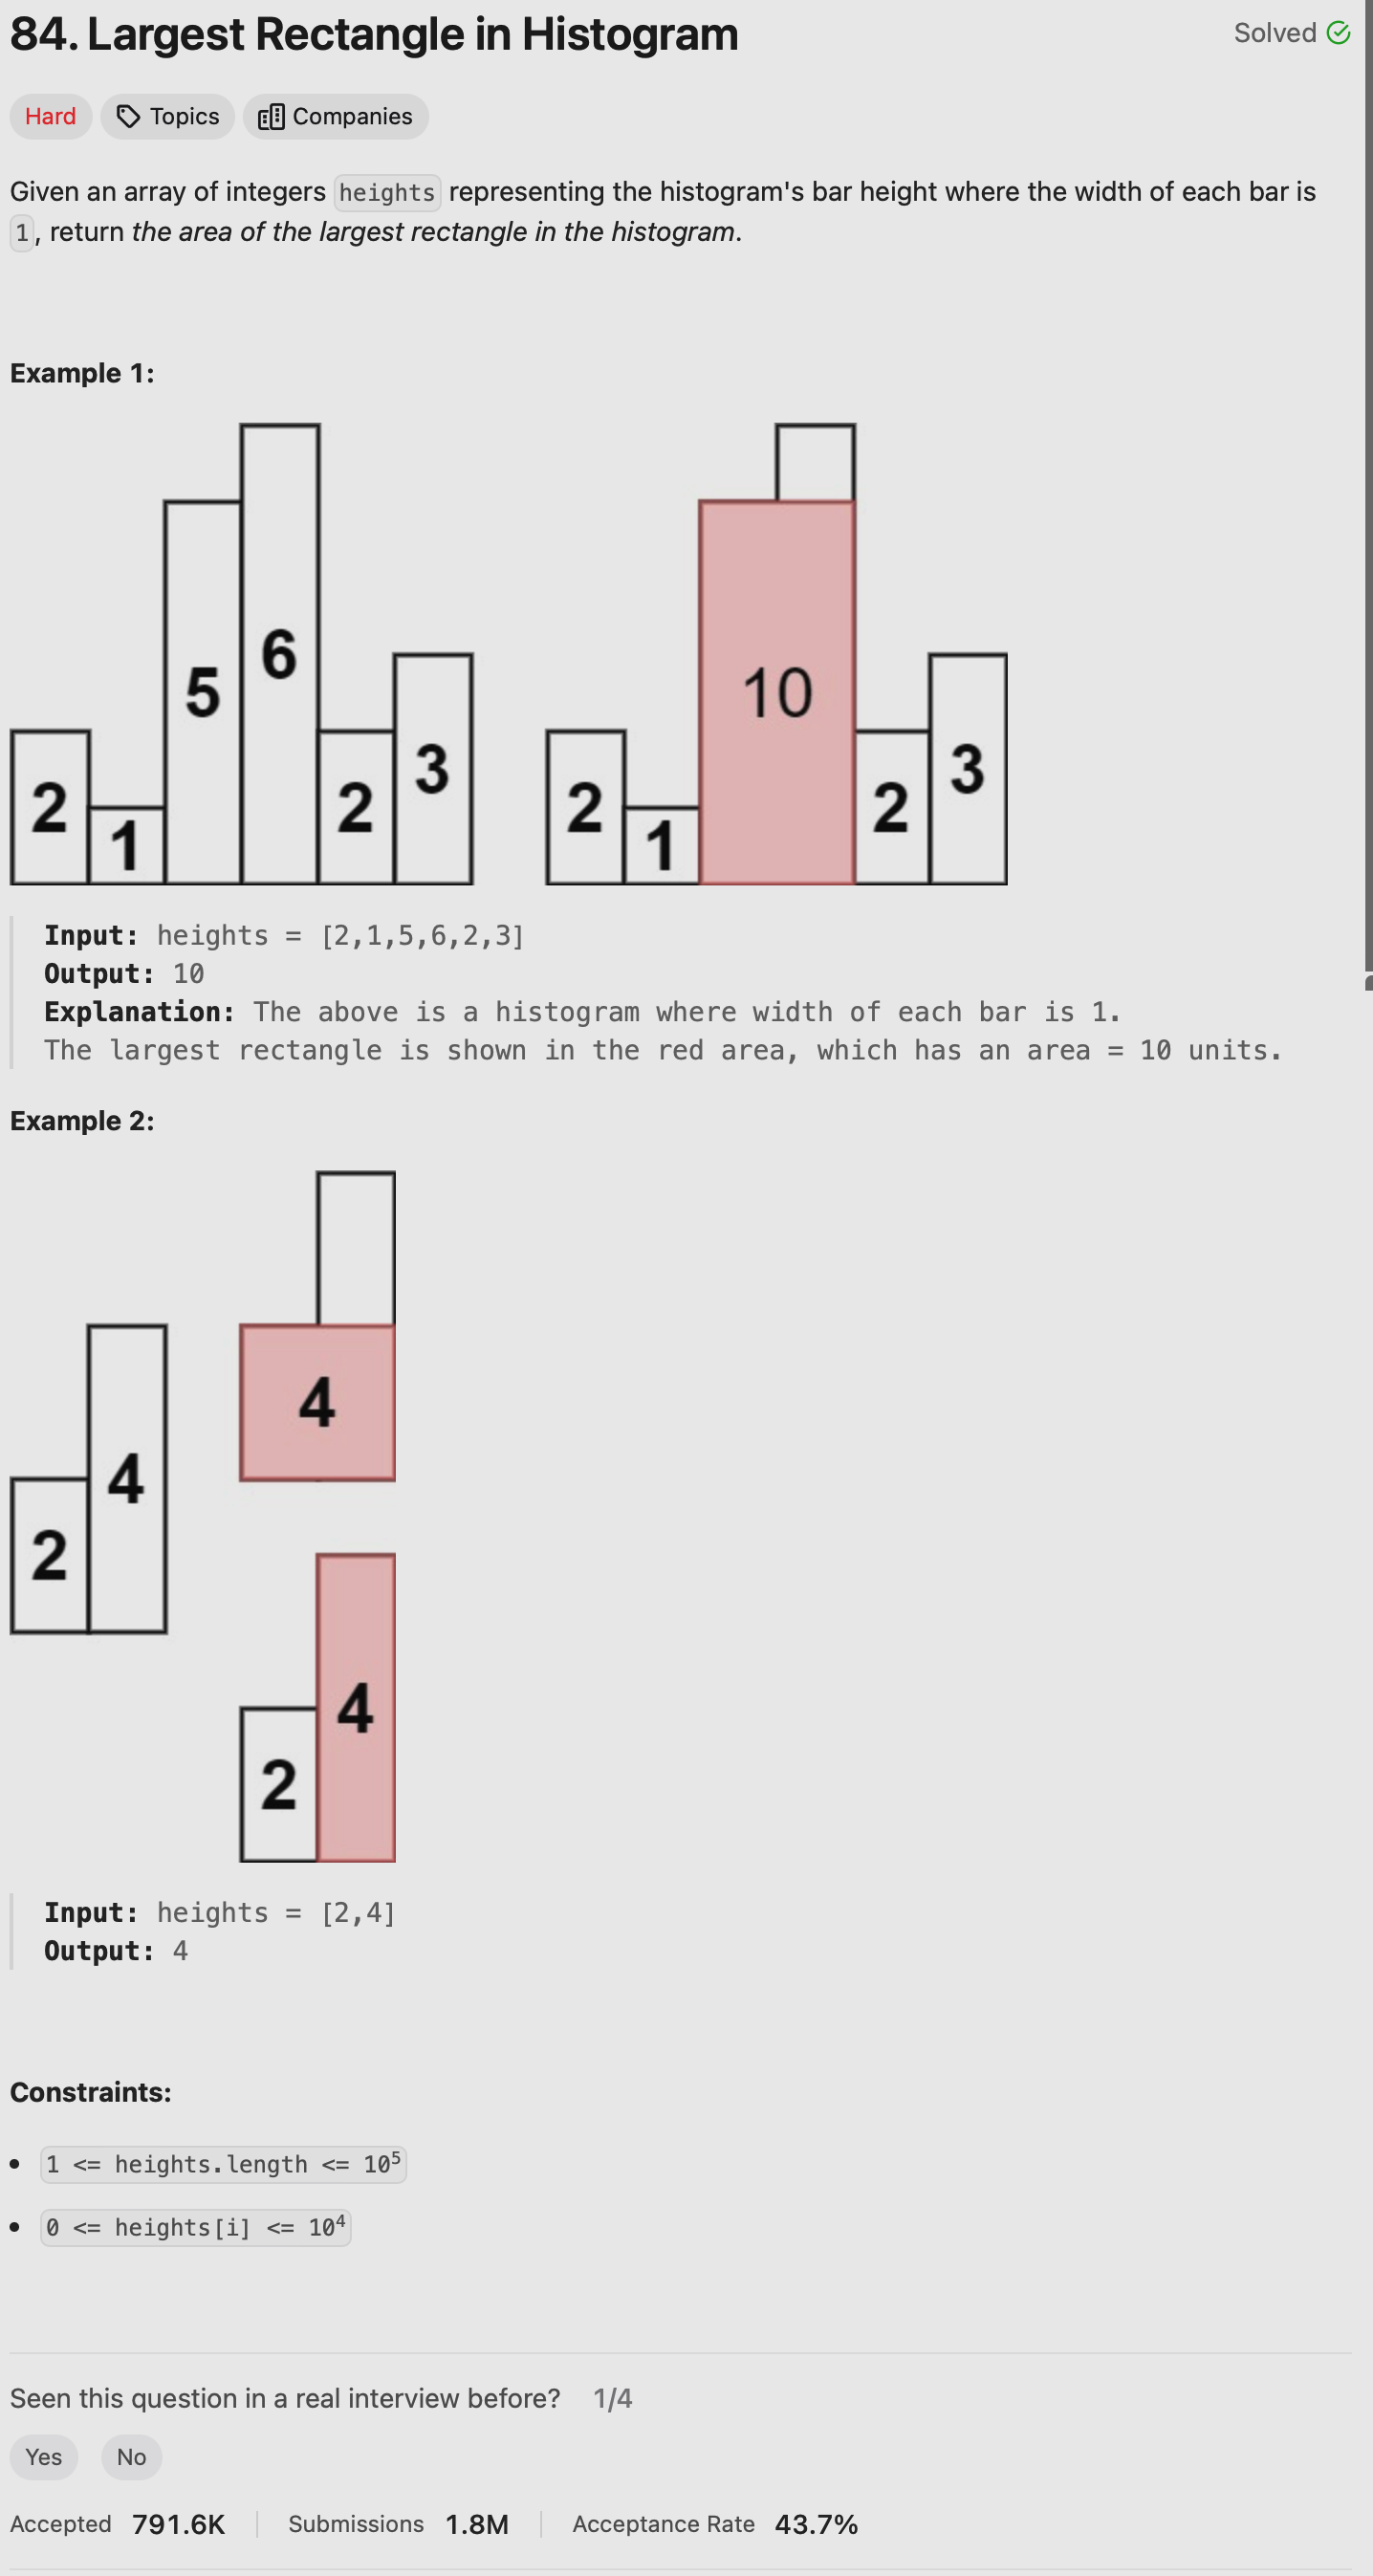 84. Largest Rectangle in Histogram
Solved
Hard Topics Companies
Given an array of integers heights representing the histogram's bar height where the width of each bar is
1, return the area of the largest rectangle in the histogram.
Example 1:
2 1 5 6 2 3
2 1 10 2 3
Input: heights = [2,1,5,6,2,3]
Output: 10
Explanation: The above is a histogram where width of each bar is 1.
The largest rectangle is shown in the red area, which has an area = 10 units.
Example 2:
2 4
4
2 4
Input: heights = [2,4]
Output: 4
Constraints:
• 1 <= heights.length <= 10⁵
• 0 <= heights[i] <= 10⁴
Seen this question in a real interview before? 1/4
Yes No
Accepted 791.6K Submissions 1.8M Acceptance Rate 43.7%